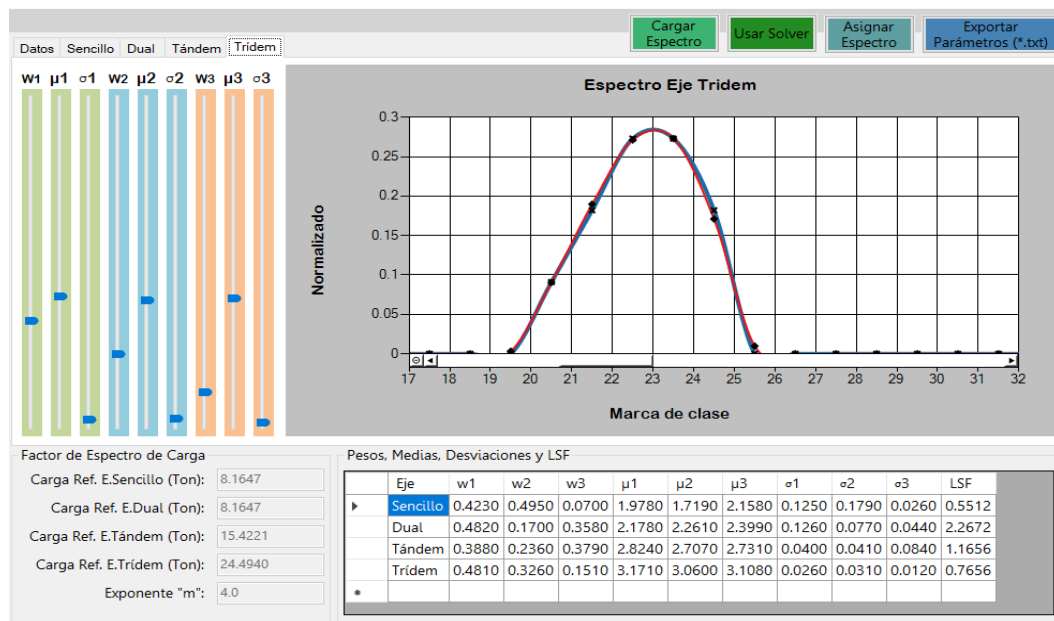 Cargar Espectro
Usar Solver
Asignar Espectro
Exportar Parámetros (*.txt)
Datos Sencillo Dual Tándem Trídem
w1 μ1 σ1 w2 μ2 σ2 w3 μ3 σ3
Espectro Eje Tridem
Normalizado
0.3
0.25
0.2
0.15
0.1
0.05
0
17 18 19 20 21 22 23 24 25 26 27 28 29 30 31 32
Marca de clase
Factor de Espectro de Carga
Carga Ref. E.Sencillo (Ton): 8.1647
Carga Ref. E.Dual (Ton): 8.1647
Carga Ref. E.Tándem (Ton): 15.4221
Carga Ref. E.Trídem (Ton): 24.4940
Exponente "m": 4.0
Pesos, Medias, Desviaciones y LSF
Eje w1 w2 w3 μ1 μ2 μ3 σ1 σ2 σ3 LSF
Sencillo 0.4230 0.4950 0.0700 1.9780 1.7190 2.1580 0.1250 0.1790 0.0260 0.5512
Dual 0.4820 0.1700 0.3580 2.1780 2.2610 2.3990 0.1260 0.0770 0.0440 2.2672
Tándem 0.3880 0.2360 0.3790 2.8240 2.7070 2.7310 0.0400 0.0410 0.0840 1.1656
Trídem 0.4810 0.3260 0.1510 3.1710 3.0600 3.1080 0.0260 0.0310 0.0120 0.7656